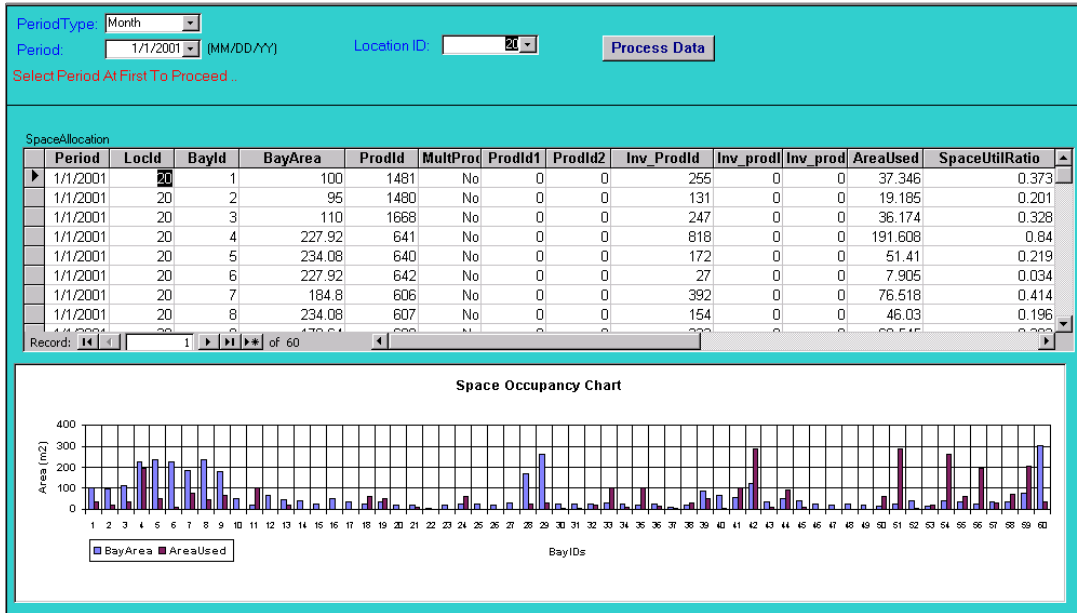 PeriodType: Month
Period: 1/1/2001 (MM/DD/YY) Location ID: 20 Process Data
Select Period At First To Proceed ..
SpaceAllocation
Period LocId BayId BayArea ProdId MultProd ProdId1 ProdId2 Inv_ProdId Inv_prodI Inv_prod AreaUsed SpaceUtilRatio
1/1/2001 20 1 100 1481 No 0 0 255 0 0 37.346 0.373
1/1/2001 20 2 95 1480 No 0 0 131 0 0 19.185 0.201
1/1/2001 20 3 110 1668 No 0 0 247 0 0 36.174 0.328
1/1/2001 20 4 227.92 641 No 0 0 818 0 0 191.608 0.84
1/1/2001 20 5 234.08 640 No 0 0 172 0 0 51.41 0.219
1/1/2001 20 6 227.92 642 No 0 0 27 0 0 7.905 0.034
1/1/2001 20 7 184.8 606 No 0 0 392 0 0 76.518 0.414
1/1/2001 20 8 234.08 607 No 0 0 154 0 0 46.03 0.196
Record: 1 of 60
Space Occupancy Chart
400
300
200
100
0
Area (m2)
1 2 3 4 5 6 7 8 9 10 11 12 13 14 15 16 17 18 19 20 21 22 23 24 25 26 27 28 29 30 31 32 33 34 35 36 37 38 39 40 41 42 43 44 45 46 47 48 49 50 51 52 53 54 55 56 57 58 59 60
BayArea AreaUsed
BayIDs